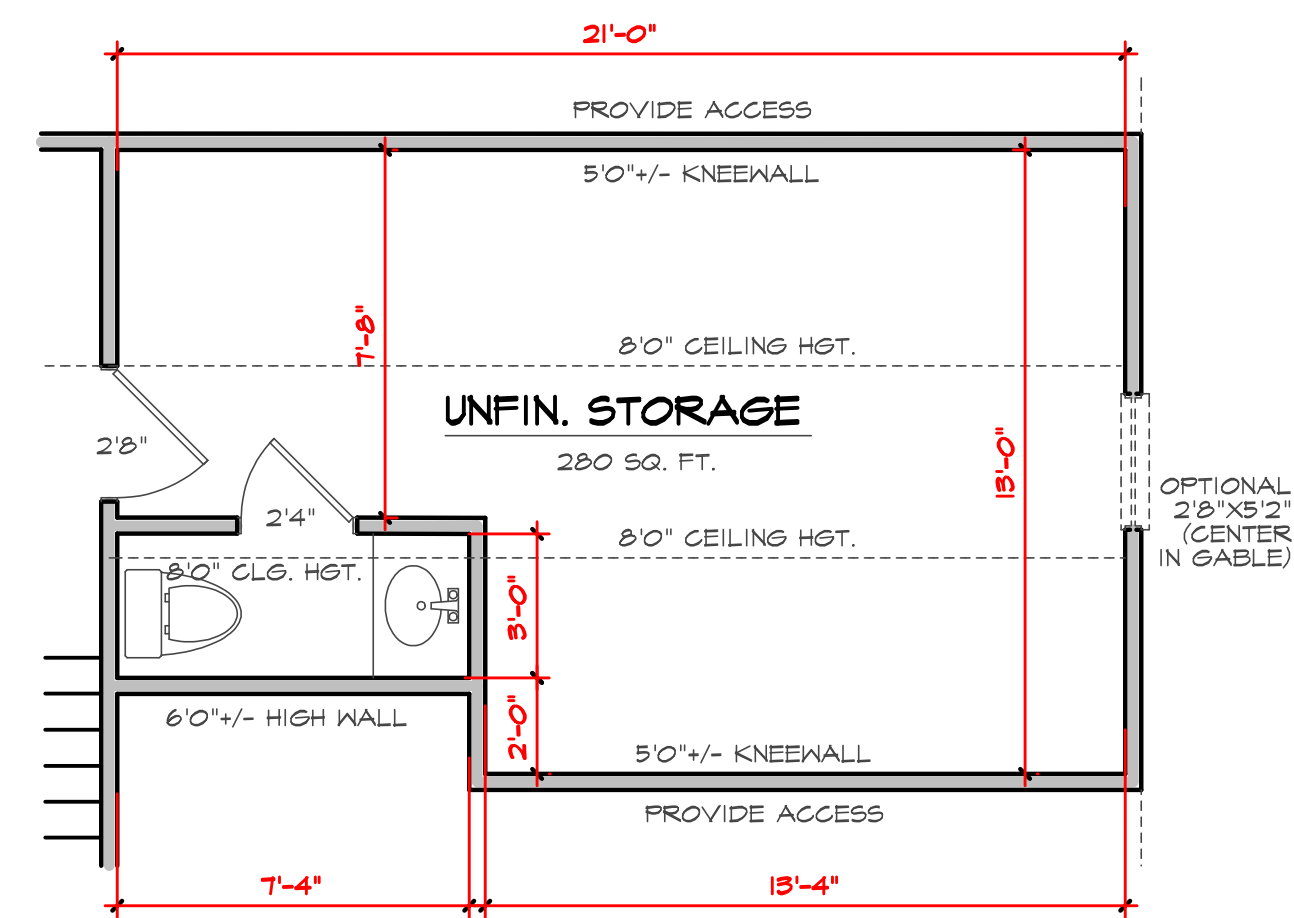 21'-0"
PROVIDE ACCESS
5'0"+/- KNEEWALL
7'-8"
8'0" CEILING HGT.
UNFIN. STORAGE
280 SQ. FT.
2'8"
13'-0"
OPTIONAL
2'8"X5'2"
(CENTER
IN GABLE)
2'4"
8'0" CEILING HGT.
8'0" CLG. HGT.
3'-0"
6'0"+/- HIGH WALL
2'-0"
5'0"+/- KNEEWALL
PROVIDE ACCESS
7'-4"
13'-4"